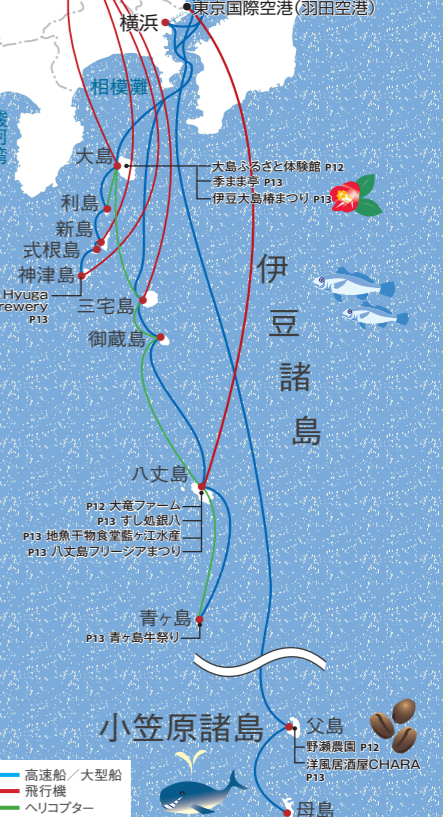 東京国際空港(羽田空港)
横浜
相模灘
駿河湾
大島
大島ふるさと体験館 P12
季まま亭 P13
伊豆大島椿まつり P13
利島
新島
式根島
神津島
Hyuga
rewery
P13
三宅島
御蔵島
伊豆諸島
八丈島
P12 大竜ファーム
P13 すし処銀八
P13 地魚干物食堂藍ヶ江水産
P13 八丈島フリージアまつり
青ヶ島
P13 青ヶ島牛祭り
小笠原諸島
父島
野瀬農園 P12
洋風居酒屋CHARA
P13
母島
高速船／大型船
飛行機
ヘリコプター